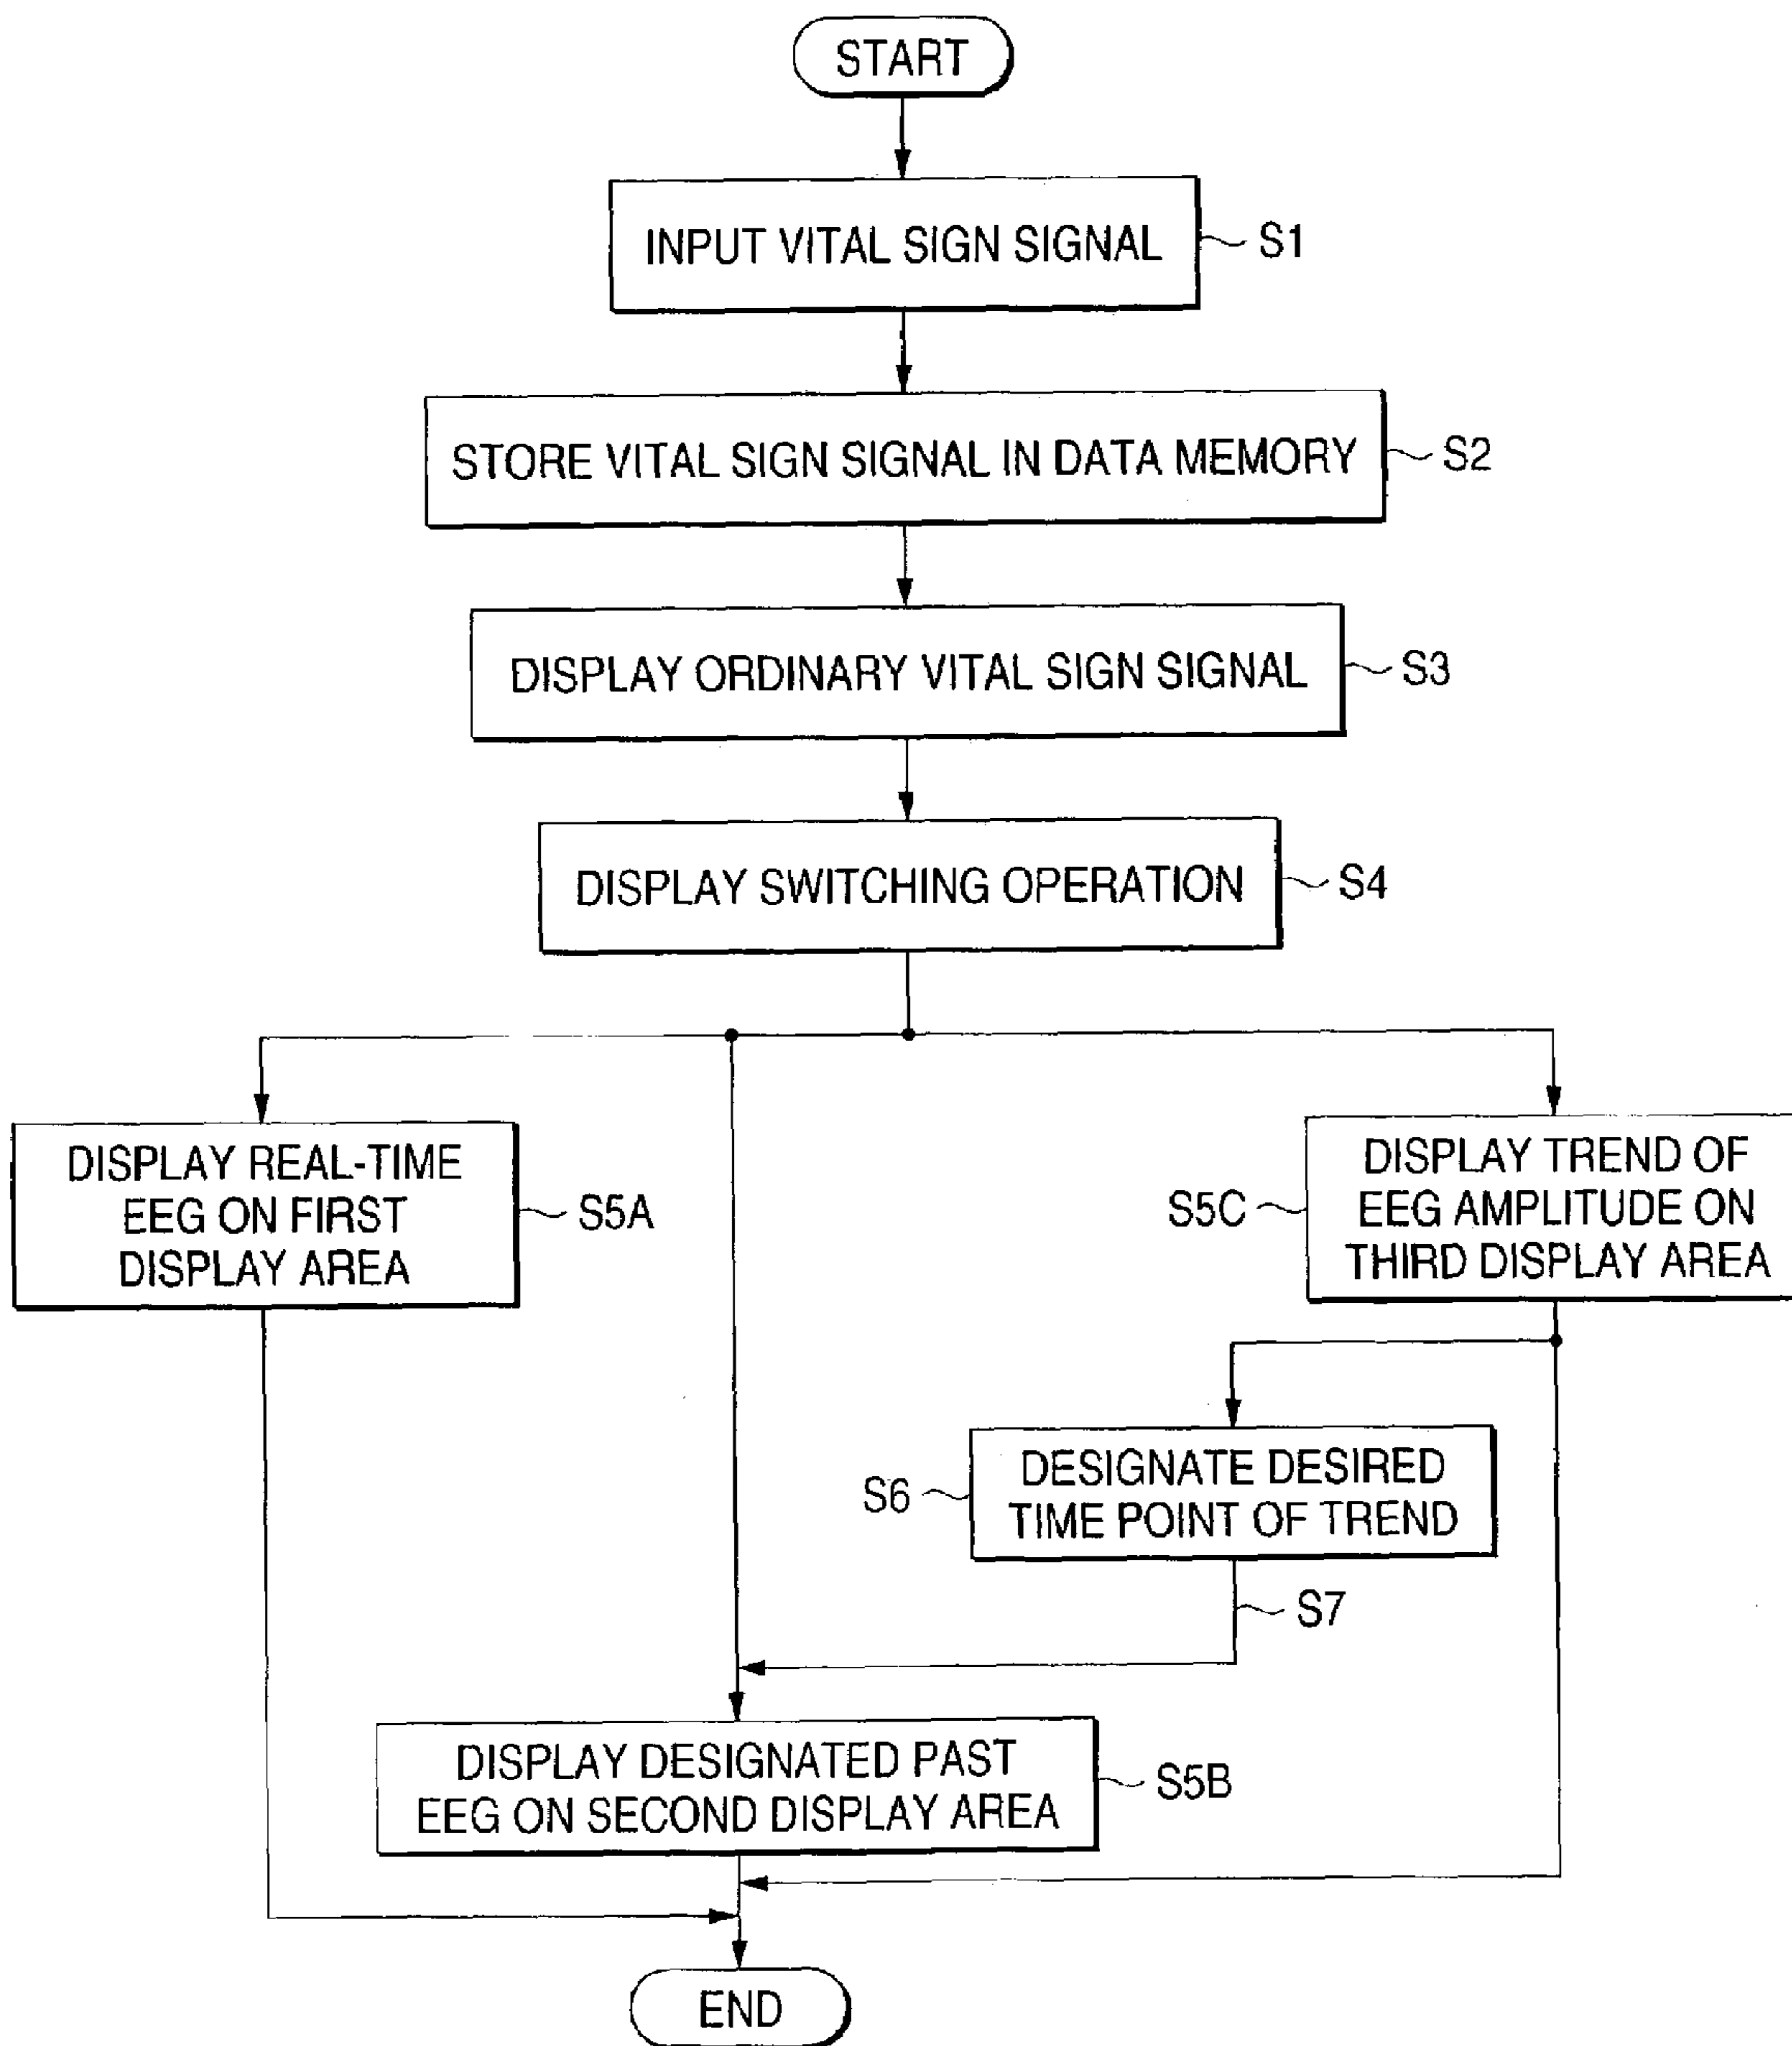 START
INPUT VITAL SIGN SIGNAL
S1
STORE VITAL SIGN SIGNAL IN DATA MEMORY
S2
DISPLAY ORDINARY VITAL SIGN SIGNAL
S3
DISPLAY SWITCHING OPERATION
S4
DISPLAY REAL-TIME
EEG ON FIRST
DISPLAY AREA
S5A
S5C
DISPLAY TREND OF
EEG AMPLITUDE ON
THIRD DISPLAY AREA
S6
DESIGNATE DESIRED
TIME POINT OF TREND
S7
DISPLAY DESIGNATED PAST
EEG ON SECOND DISPLAY AREA
S5B
END